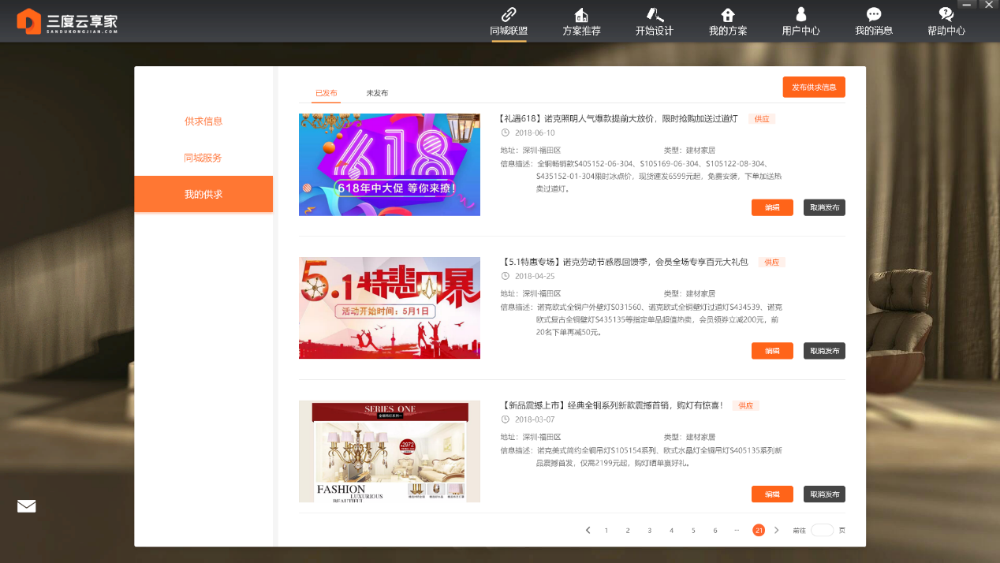 三度云享家
SANDUKONGJIAN.COM
同城联盟
方案推荐
开始设计
我的方案
用户中心
我的消息
帮助中心
供求信息
同城服务
我的供求
已发布
未发布
发布供求信息
618
618年中大促 等你来撩!
【礼遇618】诺克照明人气爆款提前大放价，限时抢购加送过道灯 供应
2018-06-10
地址：深圳·福田区 类型：建材家居
信息描述：全铜畅销款S405152-06-304、S105169-06-304、S105122-08-304、
S435152-01-304限时冰点价，现货速发6599元起，免费安装，下单加送热
卖过道灯。
编辑 取消发布
5.1特惠风暴
活动开始时间：5月1日
【5.1特惠专场】诺克劳动节感恩回馈季，会员全场专享百元大礼包 供应
2018-04-25
地址：深圳·福田区 类型：建材家居
信息描述：诺克欧式全铜户外壁灯S031560、诺克欧式全铜壁灯过道灯S434539、诺克
欧式复古全铜壁灯S435135等指定单品超值热卖，会员领券立减200元，前
20名下单再减50元。
编辑 取消发布
SERIES ONE
2972
FASHION
LUXURIOUS
BEAUTIFUL
【新品震撼上市】经典全铜系列新款震撼首销，购灯有惊喜！ 供应
2018-03-07
地址：深圳·福田区 类型：建材家居
信息描述：诺克美式简约全铜吊灯S105154系列、欧式水晶灯全铜吊灯S405135系列新
品震撼首发，仅需2199元起，购灯晒单赢好礼。
编辑 取消发布
1 2 3 4 5 6 ··· 21 前往 页